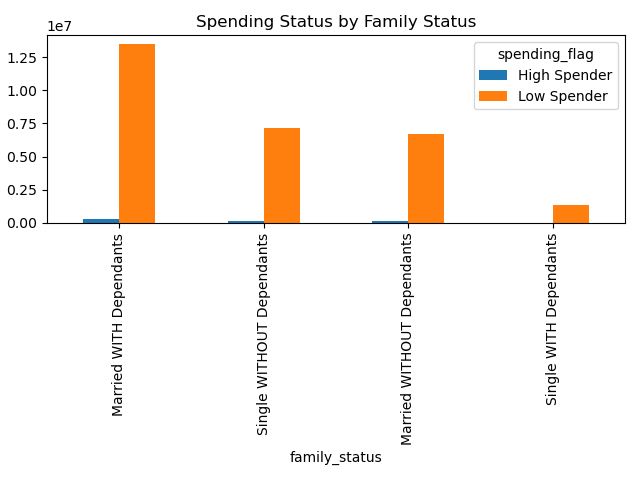 Spending Status by Family Status
1e7
1.25
1.00
0.75
0.50
0.25
0.00
spending_flag
High Spender
Low Spender
Married WITH Dependants
Single WITHOUT Dependants
Married WITHOUT Dependants
Single WITH Dependants
family_status